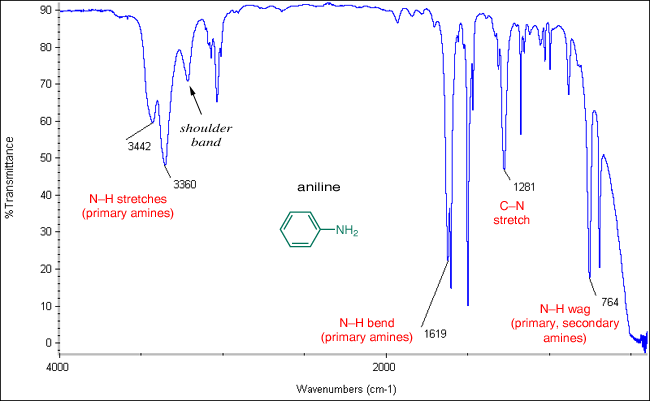 90
80
70
60
50
40
30
20
10
0
%Transmittance
3442
3360
shoulder
band
N–H stretches
(primary amines)
aniline
NH2
1281
C–N
stretch
N–H bend
(primary amines)
1619
N–H wag
(primary, secondary
amines)
764
4000
2000
Wavenumbers (cm-1)